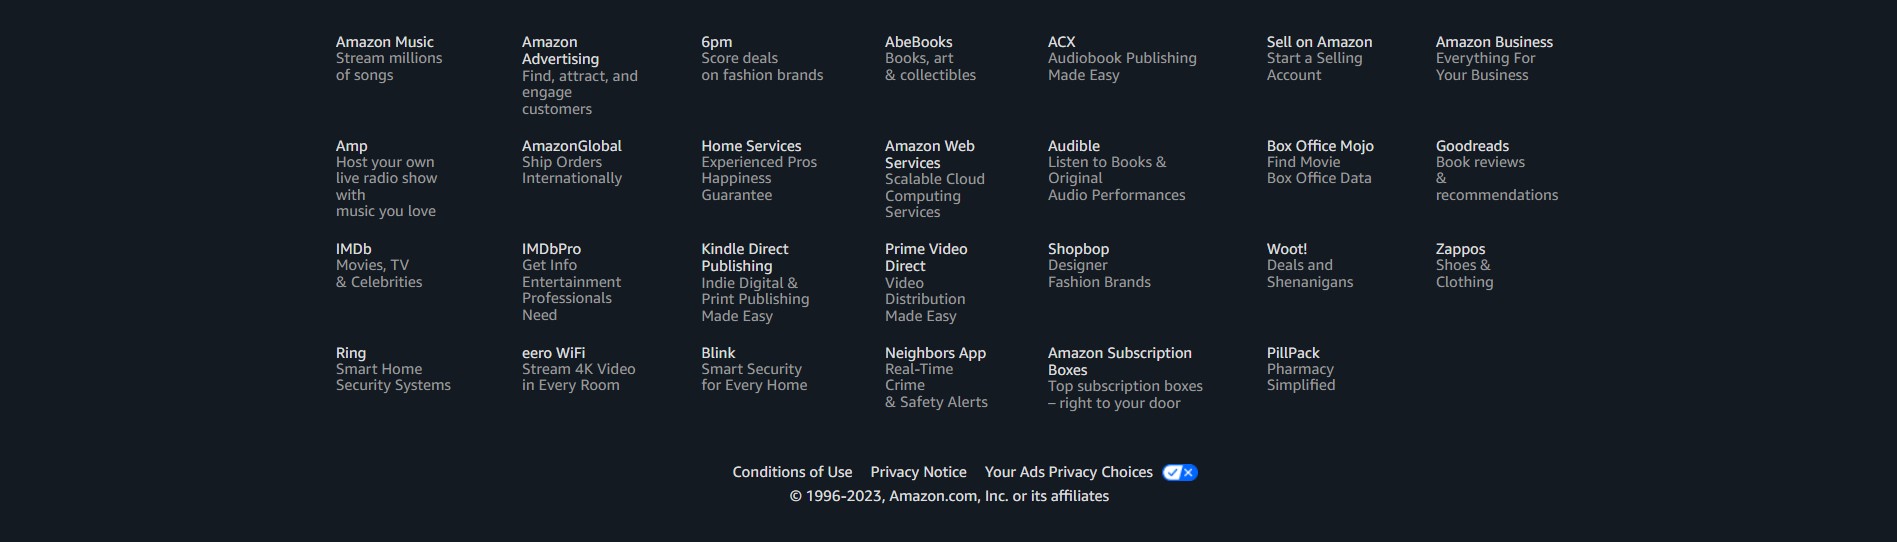 Amazon Music
Stream millions
of songs
Amazon
Advertising
Find, attract, and
engage
customers
6pm
Score deals
on fashion brands
AbeBooks
Books, art
& collectibles
ACX
Audiobook Publishing
Made Easy
Sell on Amazon
Start a Selling
Account
Amazon Business
Everything For
Your Business
Amp
Host your own
live radio show
with
music you love
AmazonGlobal
Ship Orders
Internationally
Home Services
Experienced Pros
Happiness
Guarantee
Amazon Web
Services
Scalable Cloud
Computing
Services
Audible
Listen to Books &
Original
Audio Performances
Box Office Mojo
Find Movie
Box Office Data
Goodreads
Book reviews
&
recommendations
IMDb
Movies, TV
& Celebrities
IMDbPro
Get Info
Entertainment
Professionals
Need
Kindle Direct
Publishing
Indie Digital &
Print Publishing
Made Easy
Prime Video
Direct
Video
Distribution
Made Easy
Shopbop
Designer
Fashion Brands
Woot!
Deals and
Shenanigans
Zappos
Shoes &
Clothing
Ring
Smart Home
Security Systems
eero WiFi
Stream 4K Video
in Every Room
Blink
Smart Security
for Every Home
Neighbors App
Real-Time
Crime
& Safety Alerts
Amazon Subscription
Boxes
Top subscription boxes
– right to your door
PillPack
Pharmacy
Simplified
Conditions of Use Privacy Notice Your Ads Privacy Choices
© 1996-2023, Amazon.com, Inc. or its affiliates